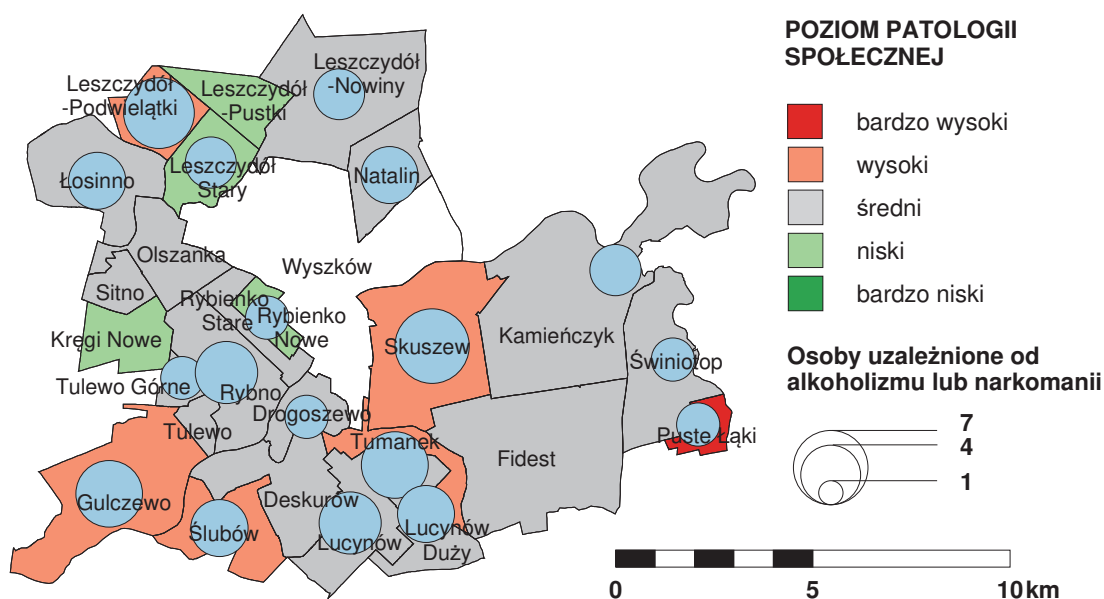 POZIOM PATOLOGII
SPOŁECZNEJ
bardzo wysoki
wysoki
średni
niski
bardzo niski
Osoby uzależnione od
alkoholizmu lub narkomanii
7
4
1
0
5
10 km
Leszczydół
-Podwielątki
Leszczydół
-Pustki
Leszczydół
-Nowiny
Leszczydół
Stary
Natalin
Łosinno
Olszanka
Wyszków
Sitno
Rybienko
Stare
Rybienko
Nowe
Kręgi Nowe
Skuszew
Kamieńczyk
Świniotop
Tulewo Górne
Rybno
Drogoszewo
Tulewo
Tumanek
Puste Łąki
Fidest
Gulczewo
Deskurów
Ślubów
Lucynów
Lucynów
Duży